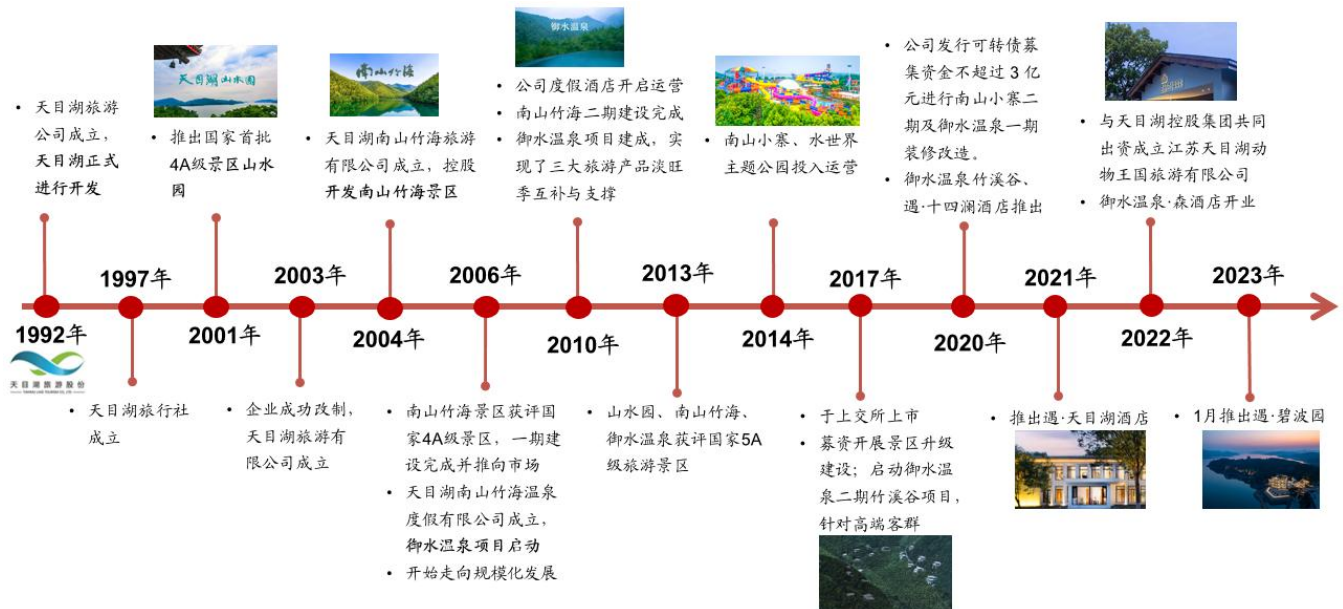 天目湖旅游
公司成立，
天目湖正式
进行开发
1992年
天目湖旅游股份
1997年
天目湖旅行社
成立
天目湖山水园
推出国家首批
4A级景区山水
园
2001年
2003年
企业成功改制，
天目湖旅游有
限公司成立
南山竹海
天目湖南山竹海旅游
有限公司成立，控股
开发南山竹海景区
2004年
2006年
南山竹海景区获评国
家4A级景区，一期建
设完成并推向市场
天目湖南山竹海温泉
度假有限公司成立，
御水温泉项目启动
开始走向规模化发展
御水温泉
公司度假酒店开启运营
南山竹海二期建设完成
御水温泉项目建成，实
现了三大旅游产品淡旺
季互补与支撑
2010年
2013年
山水园、南山竹海、
御水温泉获评国家5A
级旅游景区
南山小寨、水世界
主题公园投入运营
2014年
2017年
于上交所上市
募资开展景区升级
建设；启动御水温
泉二期竹溪谷项目，
针对高端客群
公司发行可转债募
集资金不超过 3 亿
元进行南山小寨二
期及御水温泉一期
装修改造。
御水温泉竹溪谷、
遇·十四澜酒店推出
2020年
2021年
推出遇·天目湖酒店
与天目湖控股集团共同
出资成立江苏天目湖动
物王国旅游有限公司
御水温泉·森酒店开业
2022年
2023年
1月推出遇·碧波园